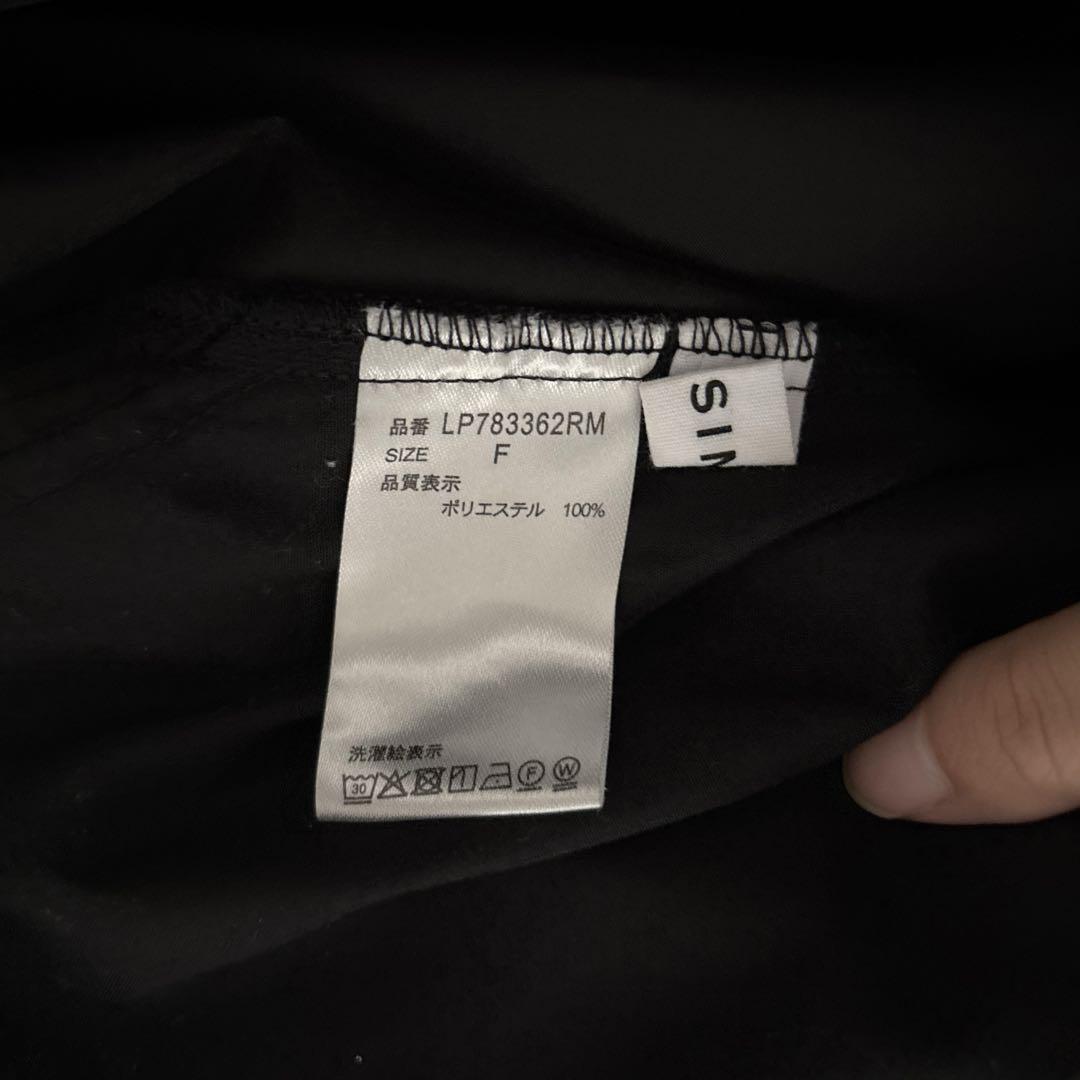 品番 LP783362RM
SIZE F
品質表示
ポリエステル 100%
洗濯絵表示
30 F W
SIN